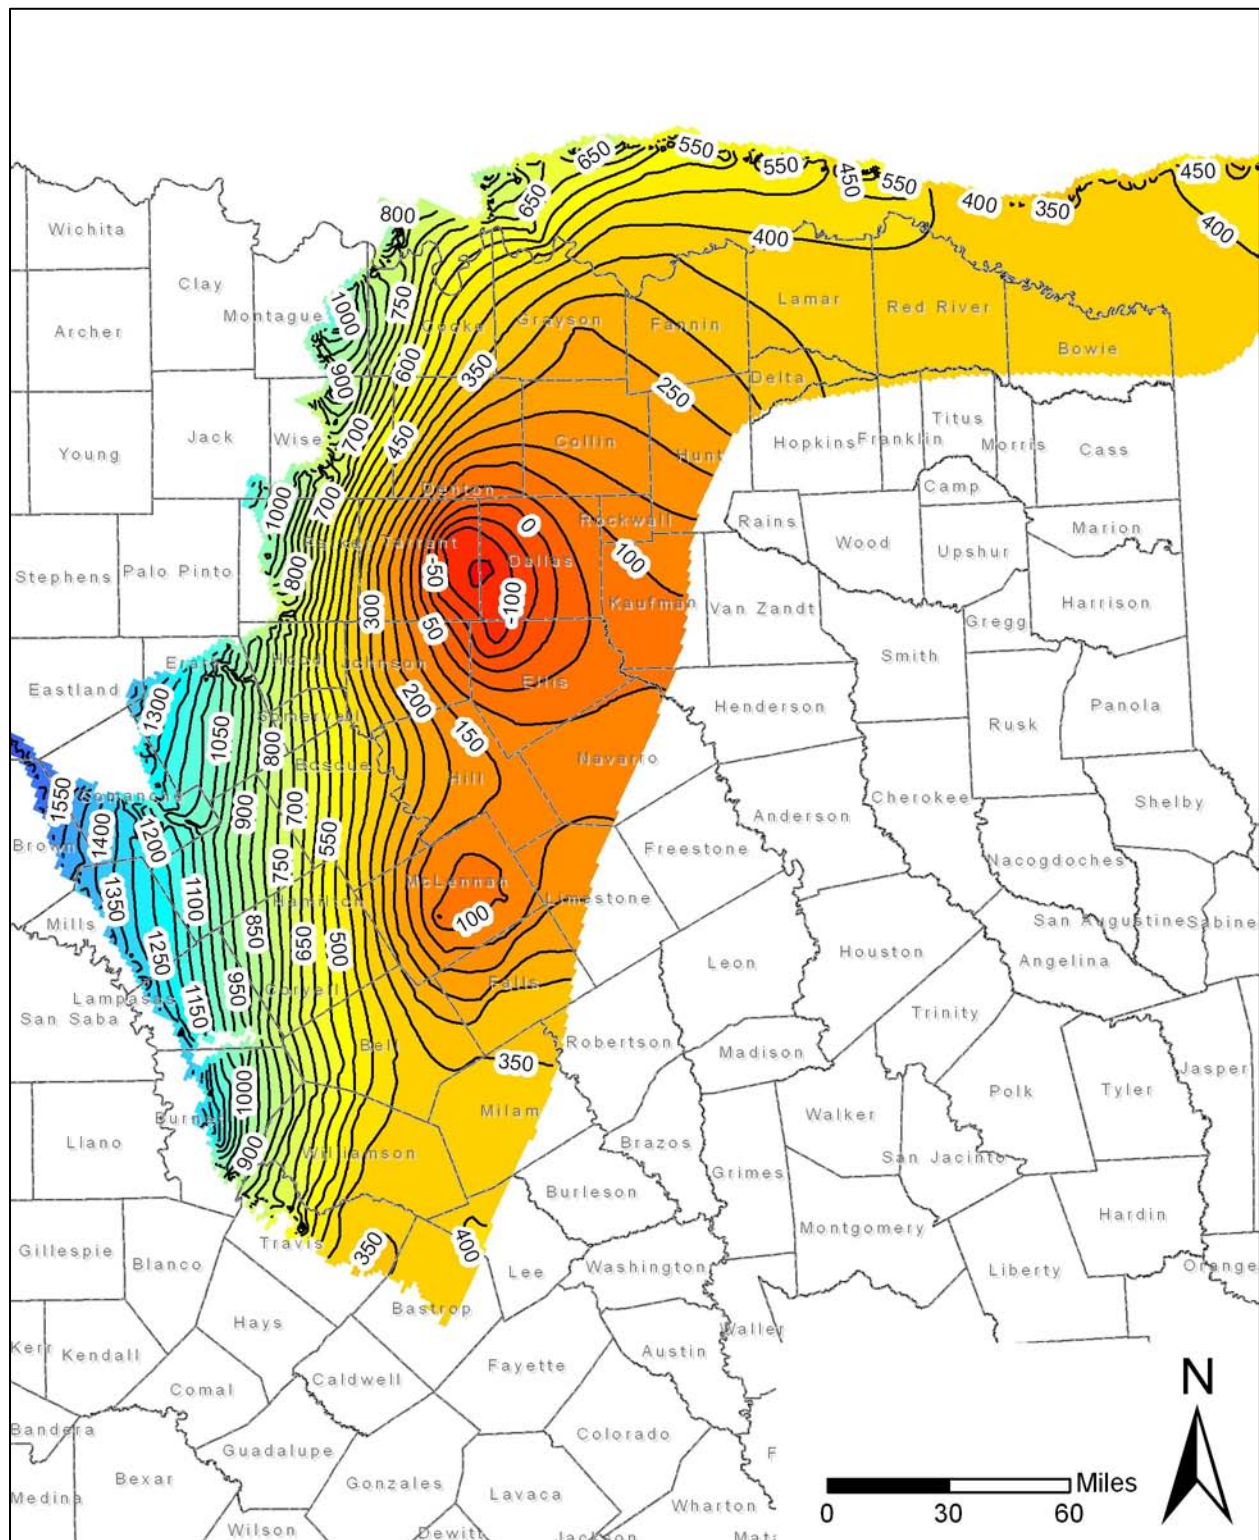 650
550
550
450
550
400
350
450
650
800
400
400
Wichita
Clay
Montague
1000
750
Cooke
Grayson
Fannin
Lamar
Red River
Bowie
Archer
900
600
350
250
Delta
Young
Jack
Wise
700
450
Collin
Hunt
Hopkins
Franklin
Titus
Morris
Cass
Camp
1000
700
Denton
0
Rockwall
Rains
Wood
Marion
Upshur
Stephens
Palo Pinto
Parker
Tarrant
Dallas
800
-50
-100
100
Kaufman
Van Zandt
Harrison
Gregg
300
50
Smith
Eastland
Erath
Hood
Johnson
Ellis
Henderson
Rusk
Panola
1300
1050
800
Somervell
200
150
Navarro
Bosque
Hill
Anderson
Cherokee
Shelby
1550
Comanche
1400
1200
900
700
550
Brown
Freestone
Nacogdoches
1350
1100
750
McLennan
Limestone
Mills
850
Hamilton
100
San Augustine
Sabine
1250
650
500
Houston
Angelina
Leon
Lampasas
950
Coryell
Falls
San Saba
1150
Trinity
Bell
350
Robertson
Madison
Polk
Tyler
Jasper
1000
Burnet
Milam
Llano
900
Williamson
Brazos
Walker
Grimes
San Jacinto
Burleson
Montgomery
Hardin
Gillespie
Blanco
Travis
350
400
Lee
Washington
Liberty
Orange
Bastrop
Hays
Waller
Kerr
Kendall
Austin
Comal
Caldwell
Fayette
Bandera
Colorado
Guadalupe
Bexar
Gonzales
Medina
Lavaca
Wharton
Wilson
Dewitt
Jackson
N
Miles
0
30
60